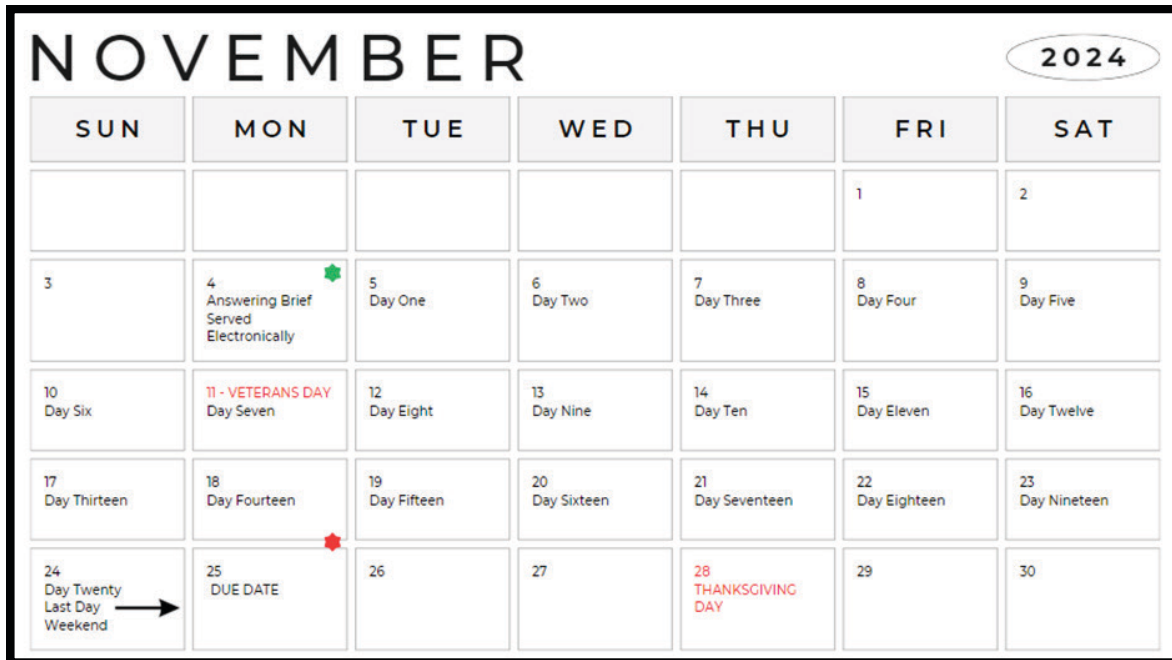 NOVEMBER
2024
SUN
MON
TUE
WED
THU
FRI
SAT
1
2
3
4
Answering Brief
Served
Electronically
5
Day One
6
Day Two
7
Day Three
8
Day Four
9
Day Five
10
Day Six
11 - VETERANS DAY
Day Seven
12
Day Eight
13
Day Nine
14
Day Ten
15
Day Eleven
16
Day Twelve
17
Day Thirteen
18
Day Fourteen
19
Day Fifteen
20
Day Sixteen
21
Day Seventeen
22
Day Eighteen
23
Day Nineteen
24
Day Twenty
Last Day
Weekend
25
DUE DATE
26
27
28
THANKSGIVING
DAY
29
30